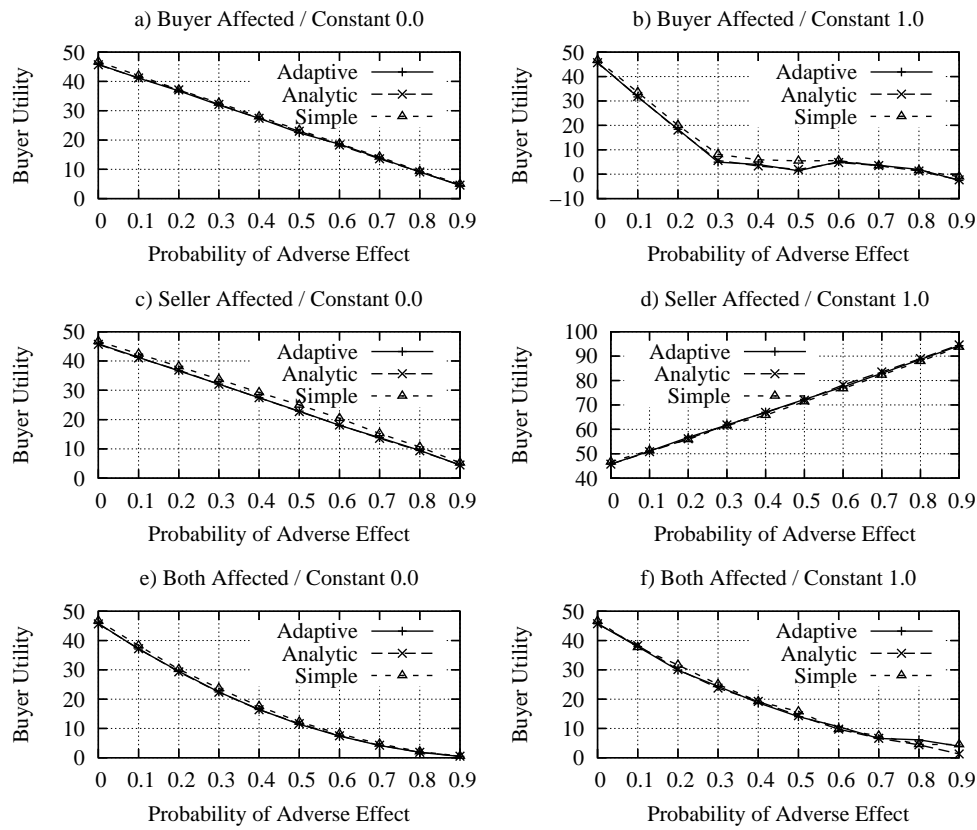 a) Buyer Affected / Constant 0.0
Buyer Utility
50
40
30
20
10
0
Adaptive
Analytic
Simple
0 0.1 0.2 0.3 0.4 0.5 0.6 0.7 0.8 0.9
Probability of Adverse Effect
b) Buyer Affected / Constant 1.0
Buyer Utility
50
40
30
20
10
0
−10
Adaptive
Analytic
Simple
0 0.1 0.2 0.3 0.4 0.5 0.6 0.7 0.8 0.9
Probability of Adverse Effect
c) Seller Affected / Constant 0.0
Buyer Utility
50
40
30
20
10
0
Adaptive
Analytic
Simple
0 0.1 0.2 0.3 0.4 0.5 0.6 0.7 0.8 0.9
Probability of Adverse Effect
d) Seller Affected / Constant 1.0
Buyer Utility
100
90
80
70
60
50
40
Adaptive
Analytic
Simple
0 0.1 0.2 0.3 0.4 0.5 0.6 0.7 0.8 0.9
Probability of Adverse Effect
e) Both Affected / Constant 0.0
Buyer Utility
50
40
30
20
10
0
Adaptive
Analytic
Simple
0 0.1 0.2 0.3 0.4 0.5 0.6 0.7 0.8 0.9
Probability of Adverse Effect
f) Both Affected / Constant 1.0
Buyer Utility
50
40
30
20
10
0
Adaptive
Analytic
Simple
0 0.1 0.2 0.3 0.4 0.5 0.6 0.7 0.8 0.9
Probability of Adverse Effect